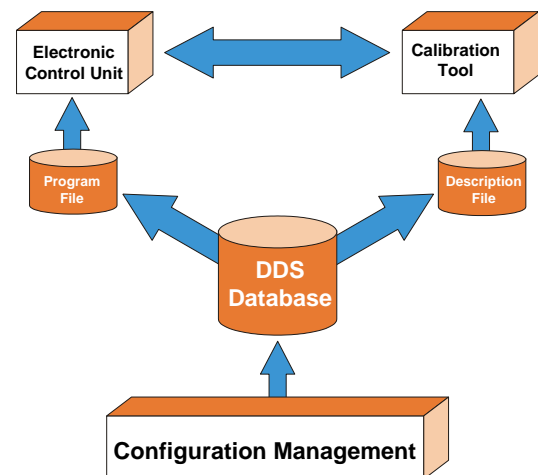 Electronic
Control Unit
Calibration
Tool
Program
File
Description
File
DDS
Database
Configuration Management